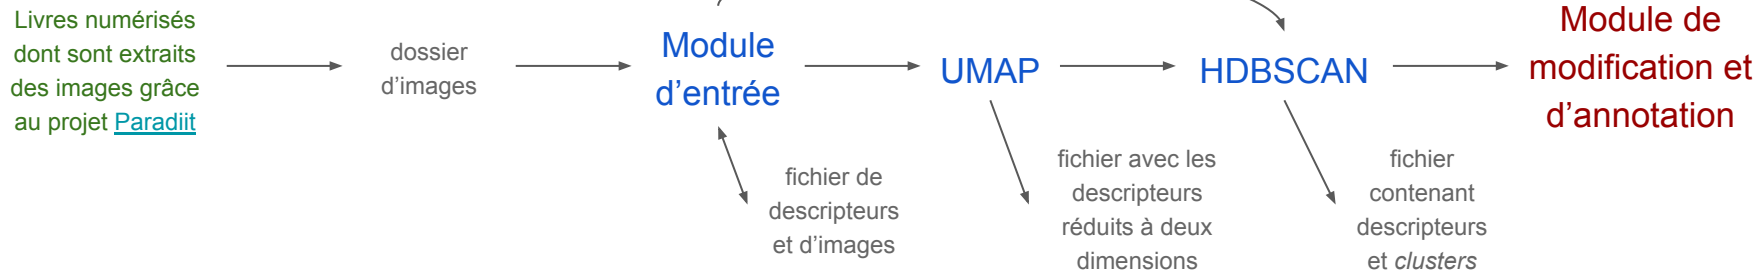 Livres numérisés
dont sont extraits
des images grâce
au projet Paradiit
dossier
d’images
Module
d’entrée
fichier de
descripteurs
et d’images
UMAP
fichier avec les
descripteurs
réduits à deux
dimensions
HDBSCAN
fichier
contenant
descripteurs
et clusters
Module de
modification et
d’annotation